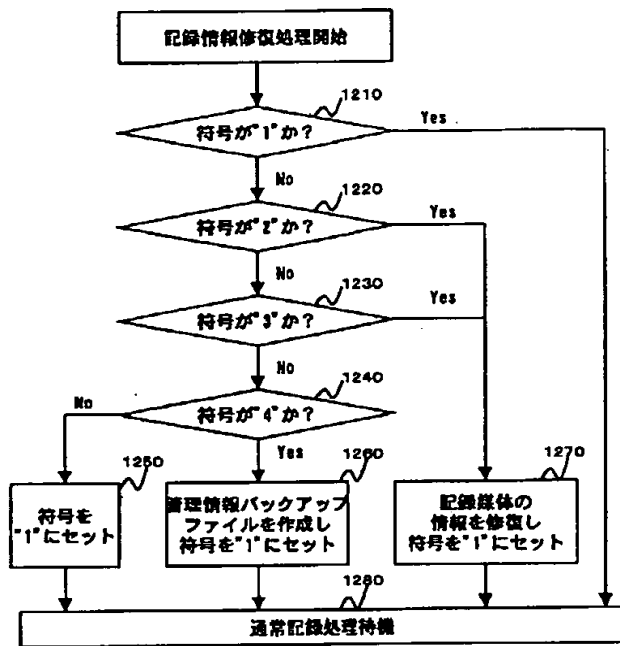 記録情報修復処理開始
1210
符号が"1"か?
Yes
No
1220
符号が"2"か?
Yes
No
1230
符号が"3"か?
Yes
No
1240
符号が"4"か?
No
Yes
1250
符号を
"1"にセット
1260
管理情報バックアップ
ファイルを作成し
符号を"1"にセット
1270
記録媒体の
情報を修復し
符号を"1"にセット
1280
通常記録処理待機